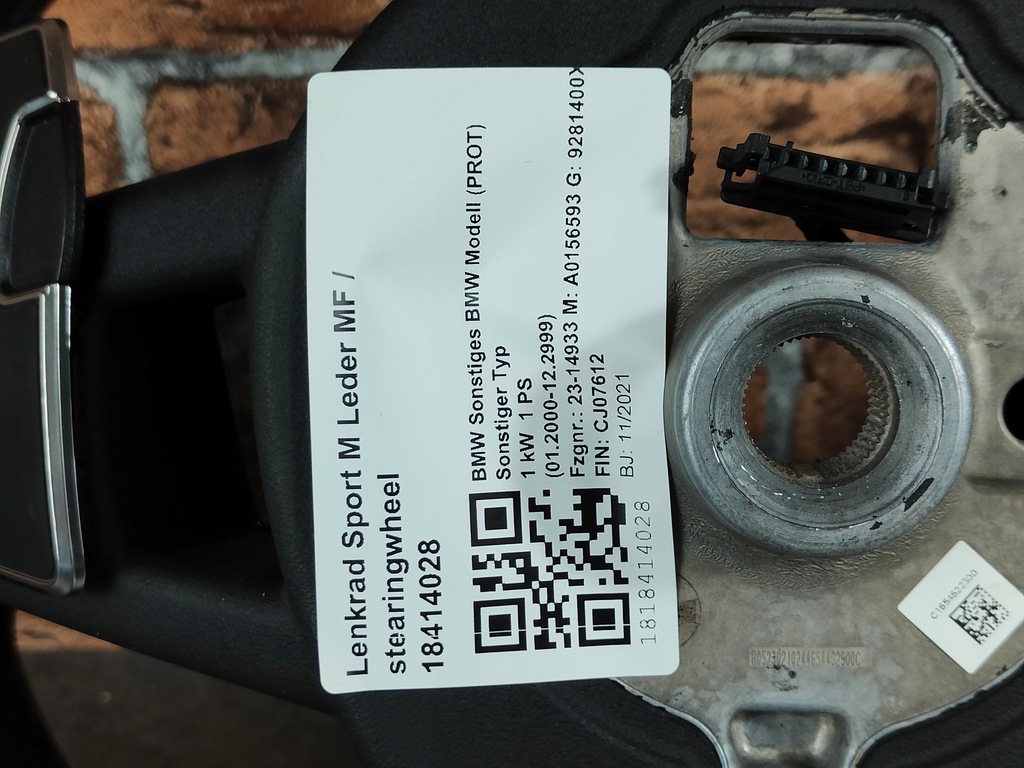 Lenkrad Sport M Leder MF /
stearingwheel
18414028
BMW Sonstiges BMW Modell (PROT)
Sonstiger Typ
1 kW 1 PS
(01.2000-12.2999)
Fzgnr.: 23-14933 M: A0156593 G: 9281400X
FIN: CJ07612
BJ: 11/2021
1818414028